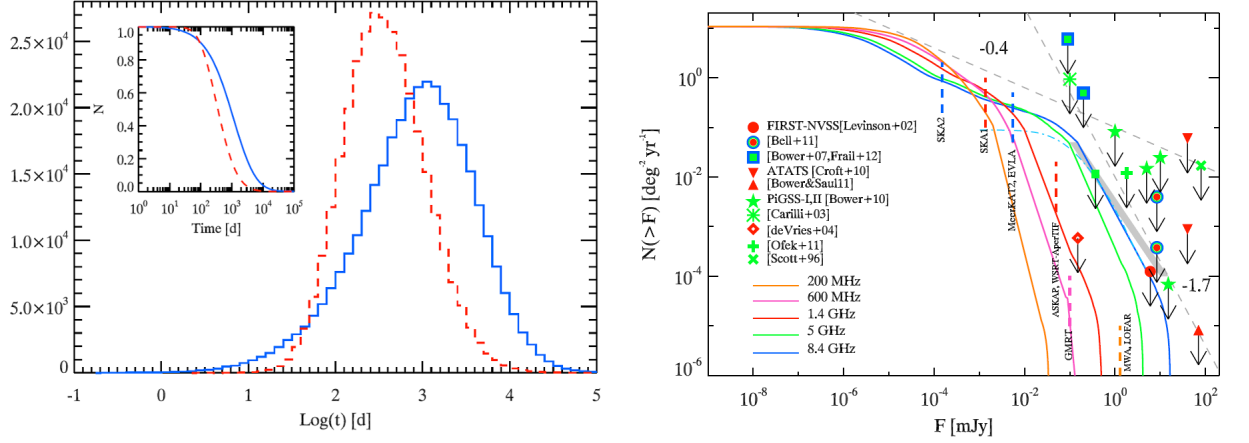 2.5×10⁴
2.0×10⁴
1.5×10⁴
1.0×10⁴
5.0×10³
0
-1 0 1 2 3 4 5
Log(t) [d]
1.0
0.8
0.6
0.4
0.2
0.0
N
10⁰ 10¹ 10² 10³ 10⁴ 10⁵
Time [d]
N(>F) [deg⁻² yr⁻¹]
10⁰
10⁻²
10⁻⁴
10⁻⁶
10⁻⁸ 10⁻⁶ 10⁻⁴ 10⁻² 10⁰ 10²
F [mJy]
-0.4
-1.7
SKA2
SKA1
MeerKAT2, EVLA
ASKAP, WSRT-AperTIF
GMRT
MWA, LOFAR
FIRST-NVSS[Levinson+02]
[Bell+11]
[Bower+07,Frail+12]
ATATS [Croft+10]
[Bower&Saul11]
PiGSS-I,II [Bower+10]
[Carilli+03]
[deVries+04]
[Ofek+11]
[Scott+96]
200 MHz
600 MHz
1.4 GHz
5 GHz
8.4 GHz